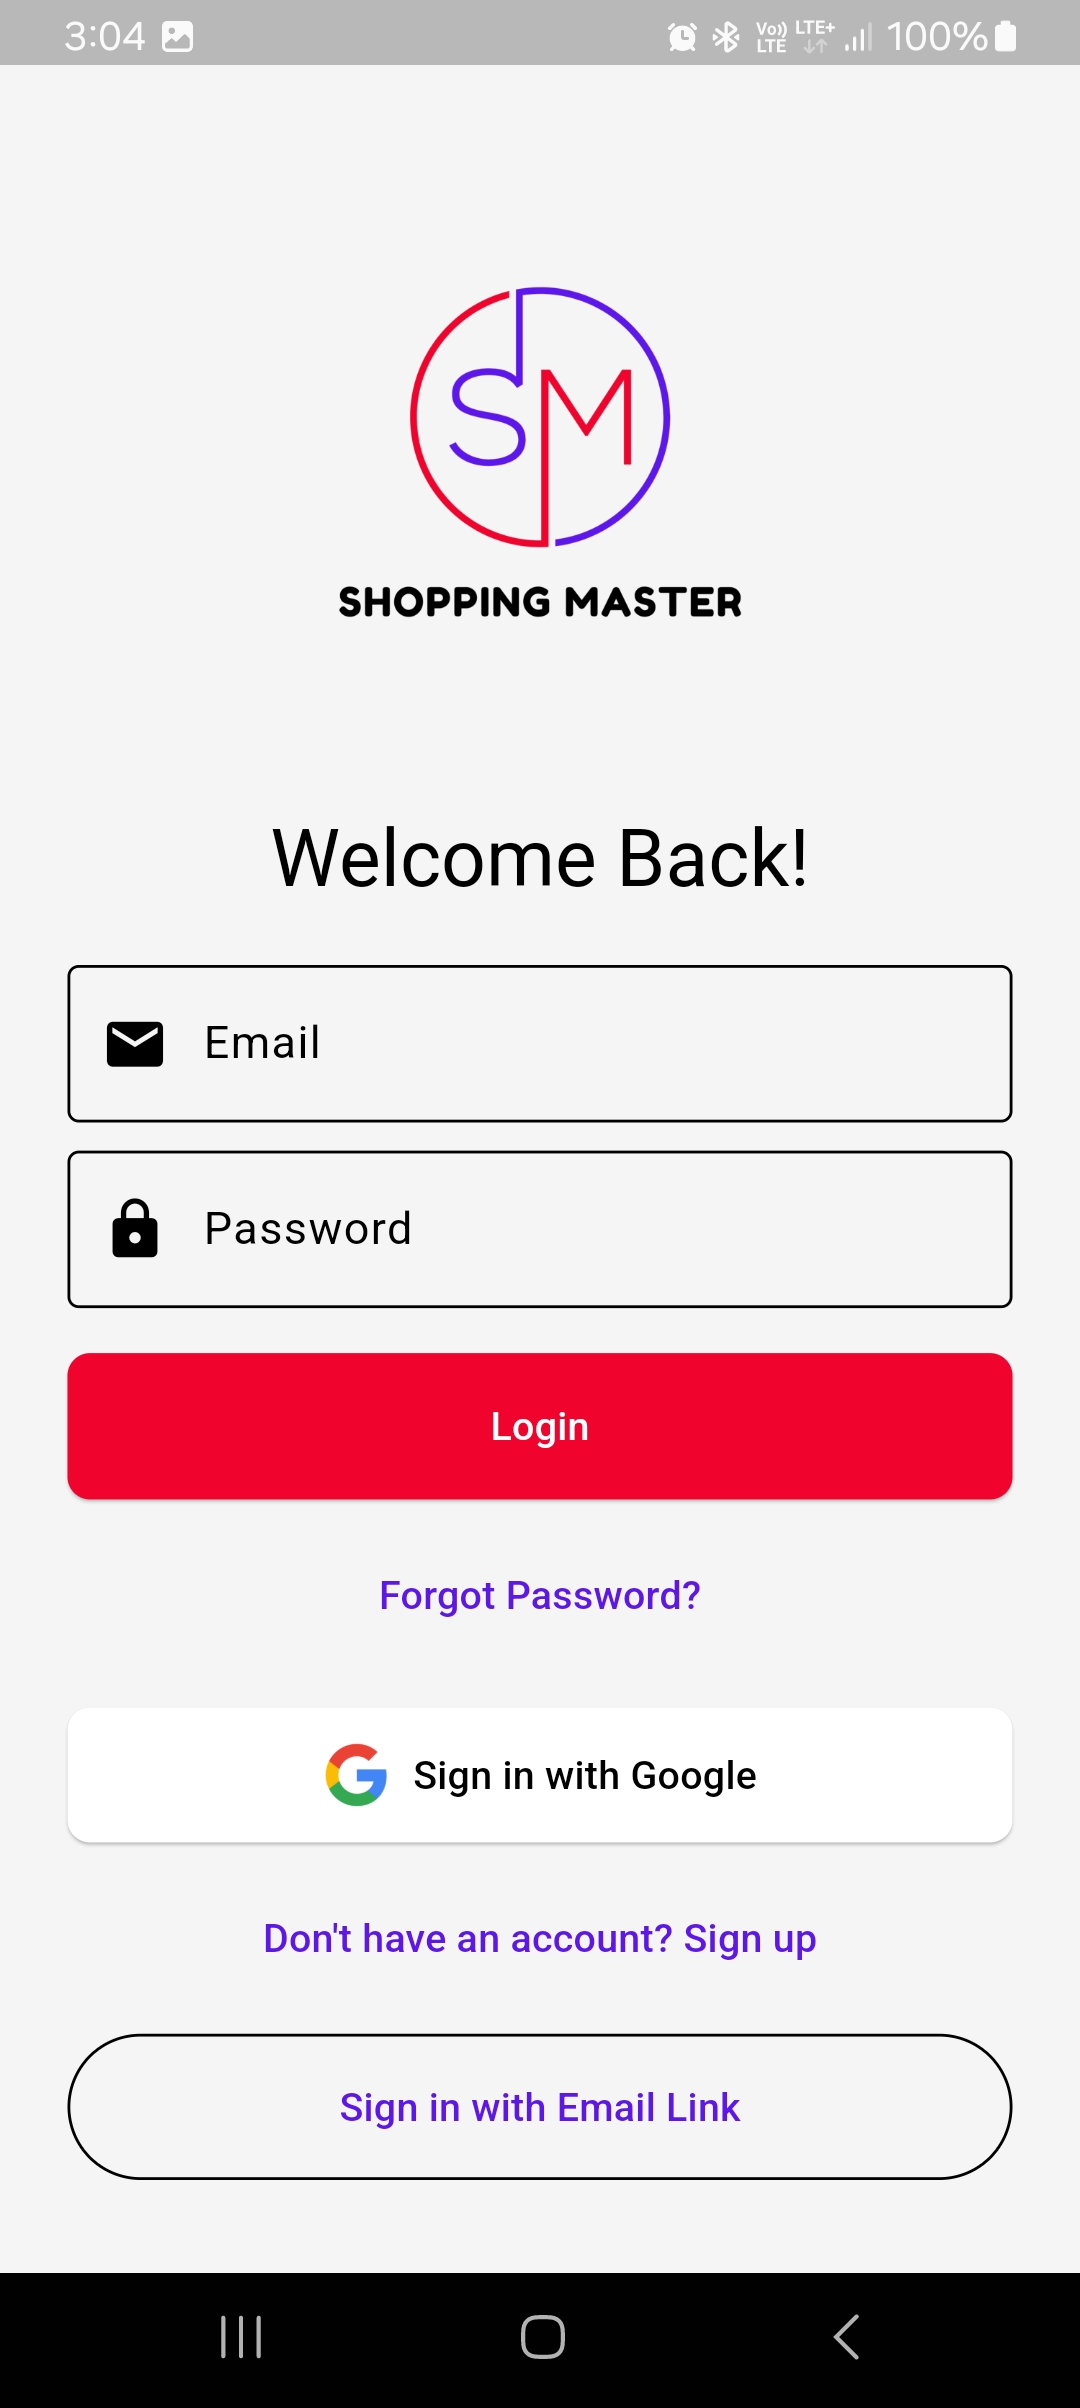 3:04 Vo)) LTE LTE+ 100%
SM
SHOPPING MASTER
Welcome Back!
Email
Password
Login
Forgot Password?
Sign in with Google
Don't have an account? Sign up
Sign in with Email Link